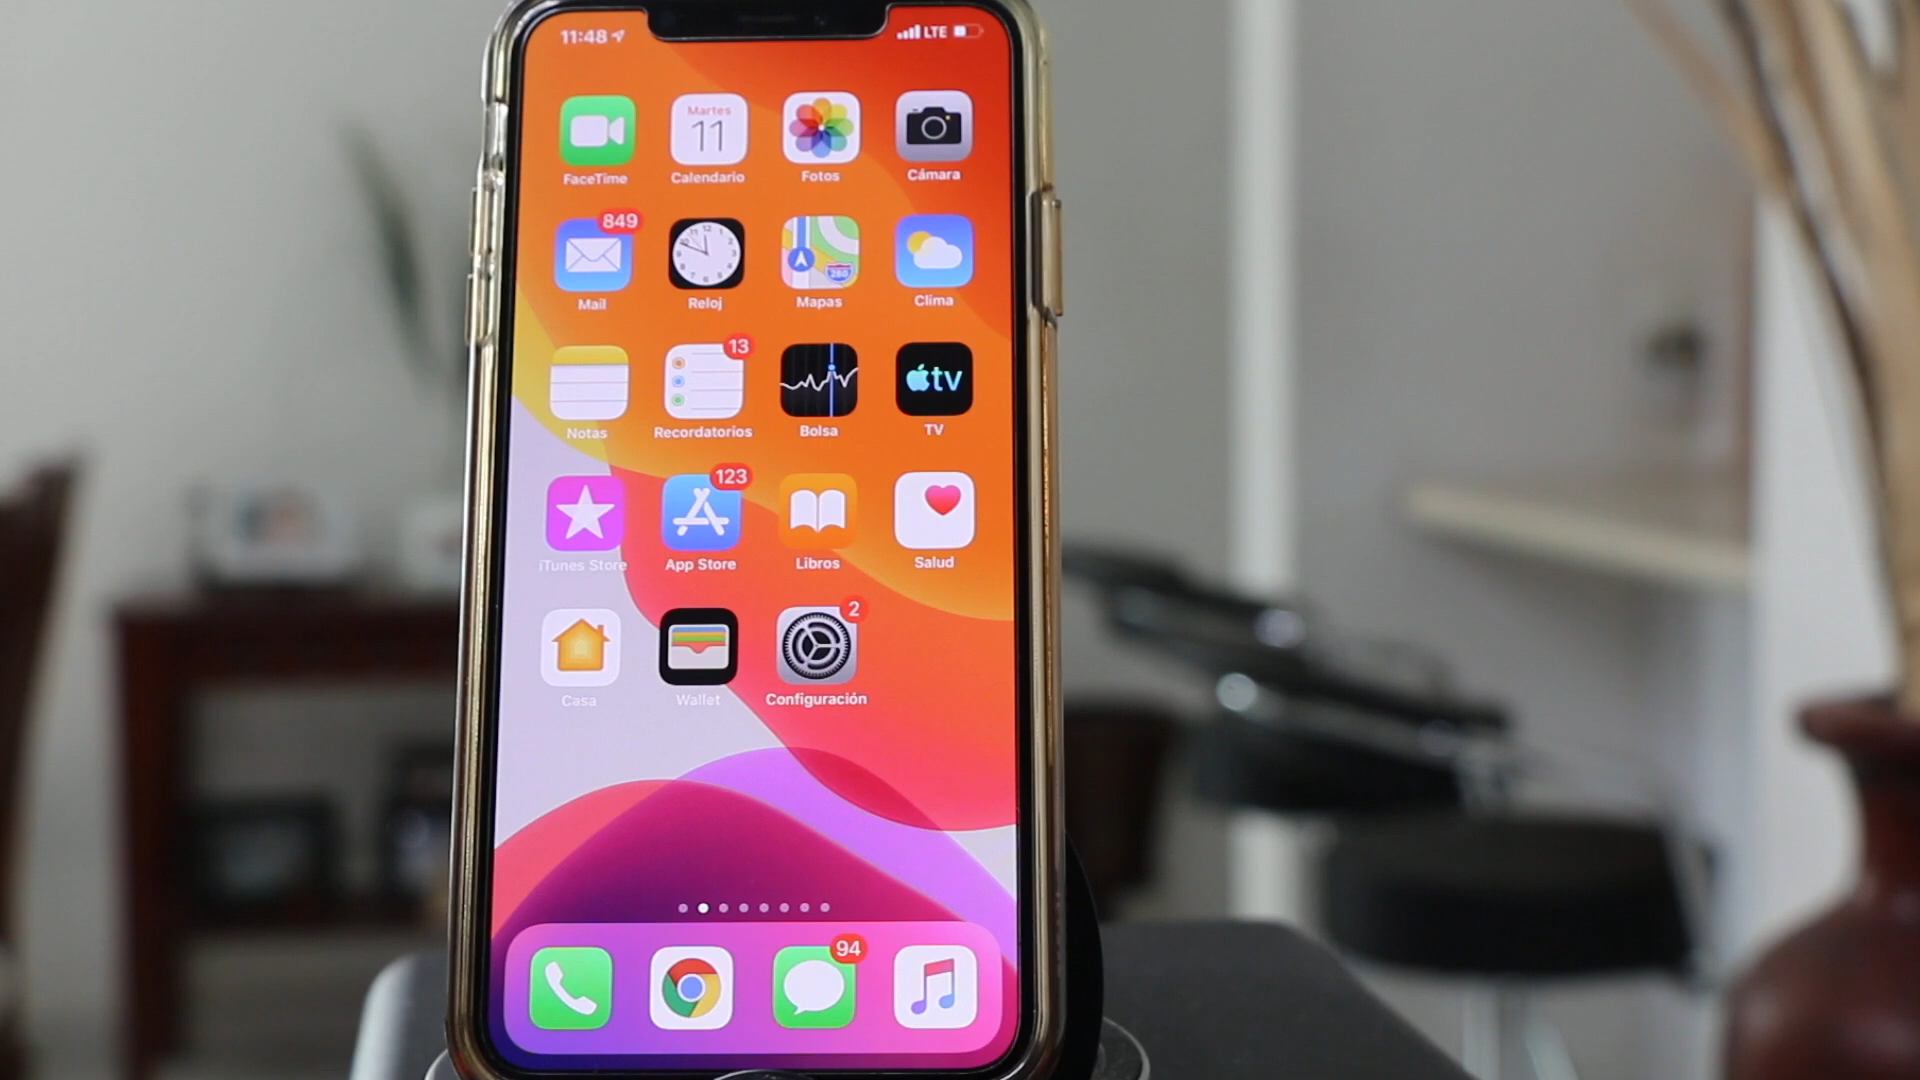 11:48 LTE
FaceTime
Martes
11
Calendario
Fotos
Cámara
849
Mail
Reloj
280
Mapas
Clima
Notas
13
Recordatorios
Bolsa
tv
TV
iTunes Store
123
App Store
Libros
Salud
Casa
Wallet
2
Configuración
94